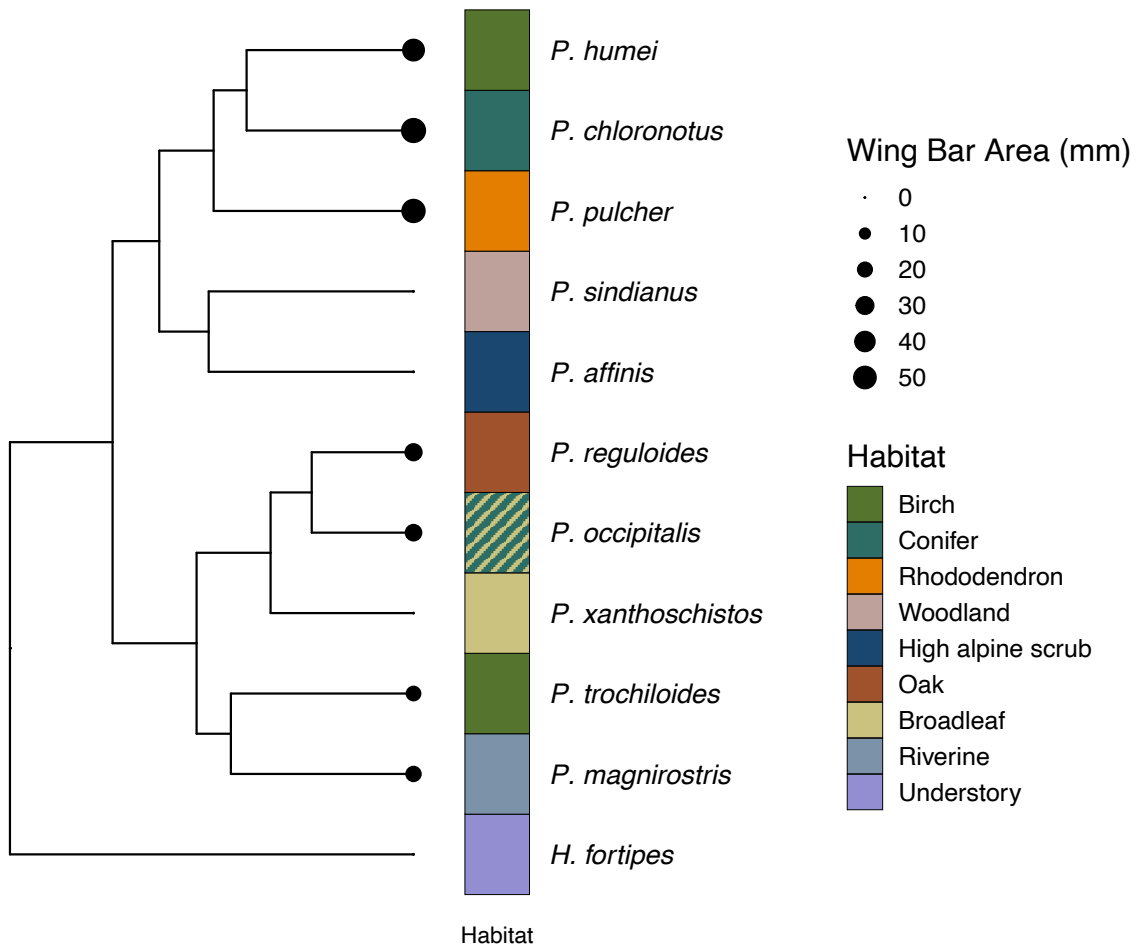 P. humei
P. chloronotus
P. pulcher
P. sindianus
P. affinis
P. reguloides
P. occipitalis
P. xanthoschistos
P. trochiloides
P. magnirostris
H. fortipes
Habitat
Wing Bar Area (mm)
0
10
20
30
40
50
Habitat
Birch
Conifer
Rhododendron
Woodland
High alpine scrub
Oak
Broadleaf
Riverine
Understory